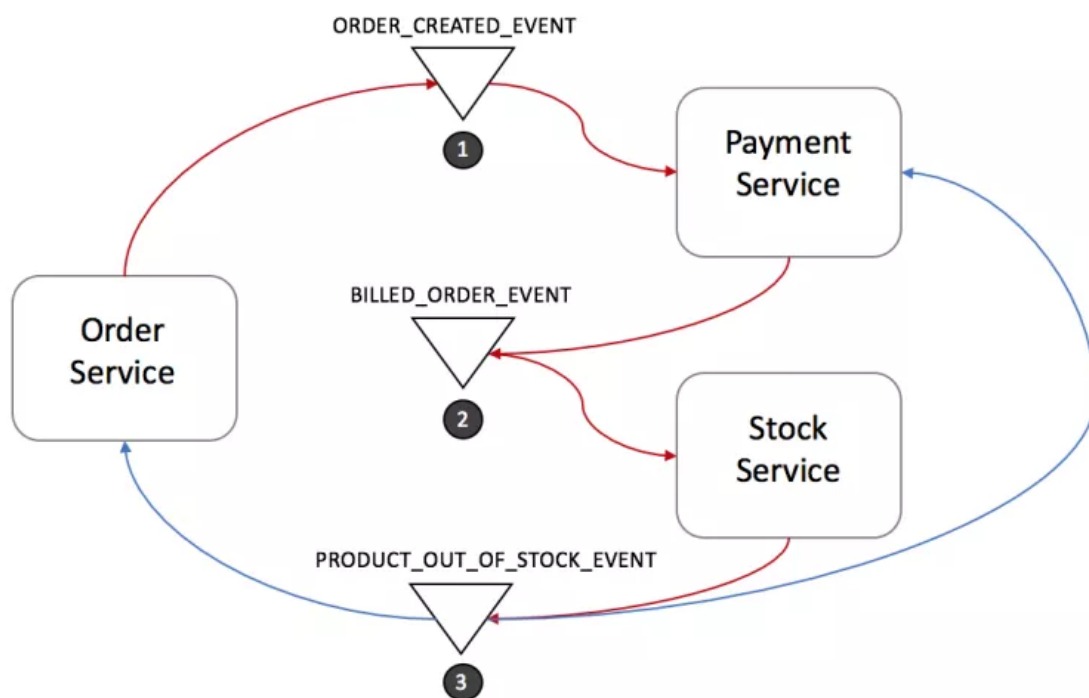 ORDER_CREATED_EVENT
1
Payment
Service
BILLED_ORDER_EVENT
Order
Service
2
Stock
Service
PRODUCT_OUT_OF_STOCK_EVENT
3